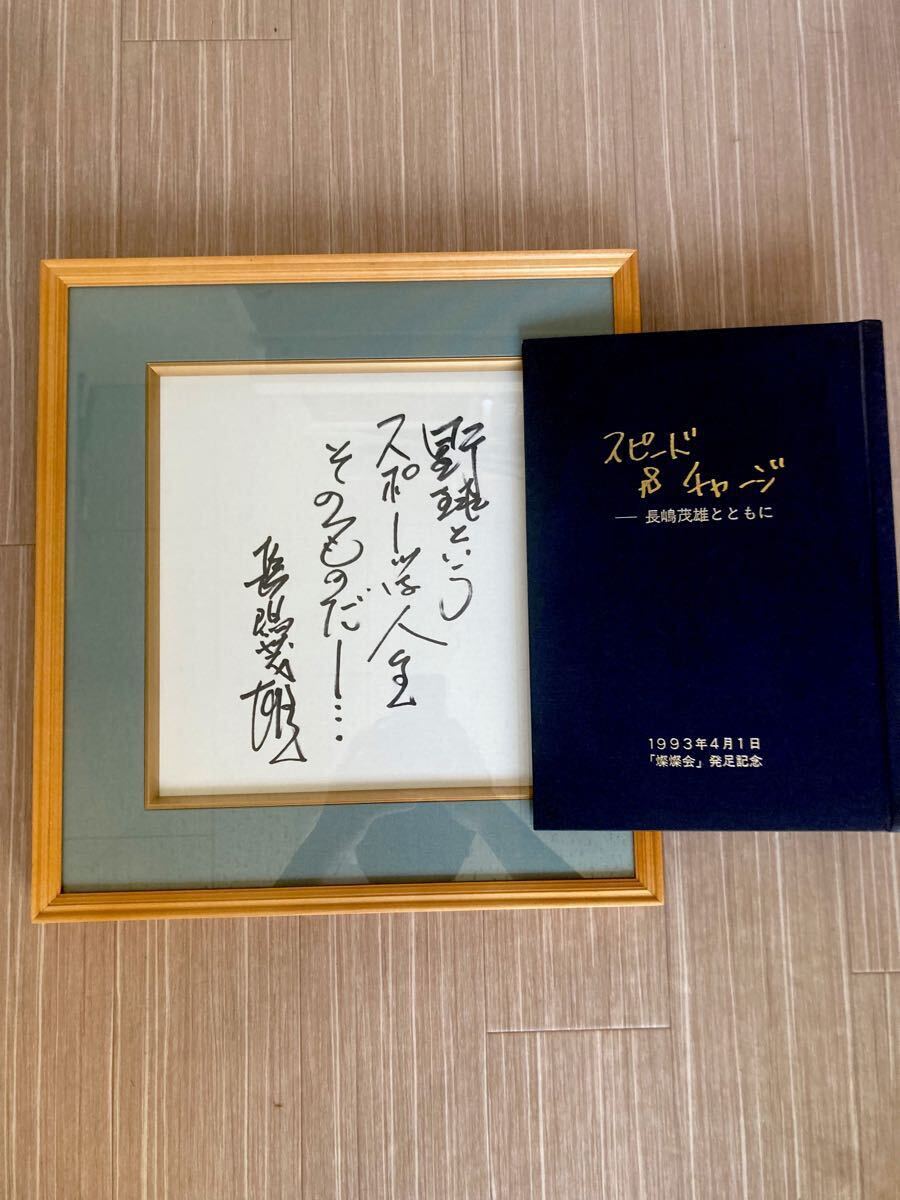 野球という
スポーツは人生
そのものだー…
長嶋茂雄
スピード
& チャージ
― 長嶋茂雄とともに
1993年4月1日
「燦燦会」発足記念